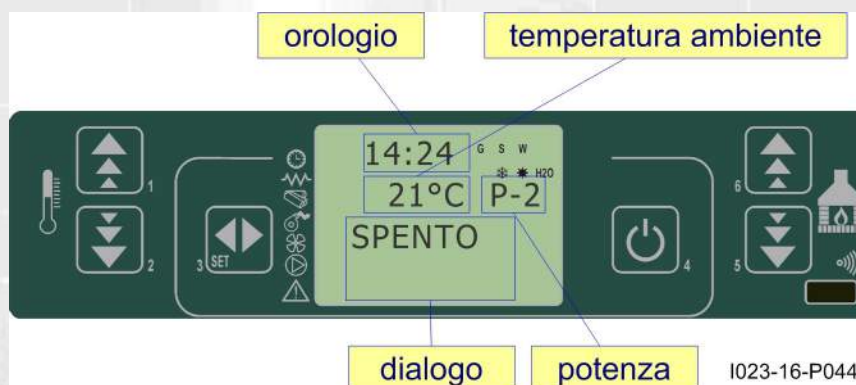 orologio temperatura ambiente
14:24 G S W
H2O
21°C P-2
SPENTO
1
6
3 SET
4
2
5
dialogo potenza I023-16-P044